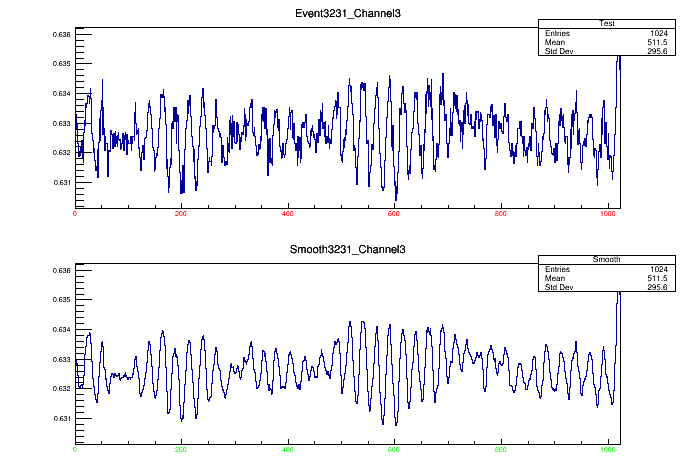 Event3231_Channel3
Test
Entries 1024
Mean 511.5
Std Dev 295.6
0.636
0.635
0.634
0.633
0.632
0.631
0 200 400 600 800 1000
Smooth3231_Channel3
Smooth
Entries 1024
Mean 511.5
Std Dev 295.6
0.636
0.635
0.634
0.633
0.632
0.631
0 200 400 600 800 1000